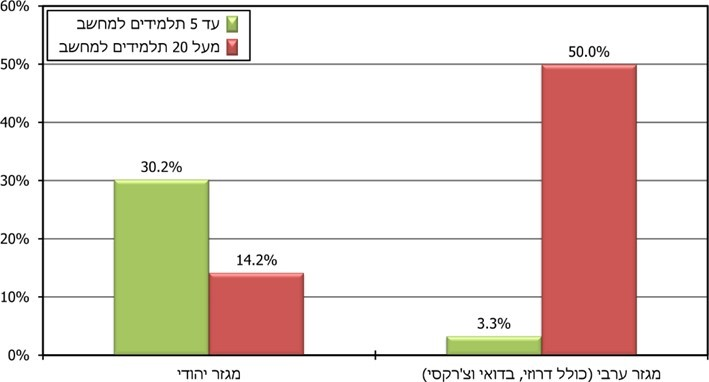 60%
50%
40%
30%
20%
10%
0%
עד 5 תלמידים למחשב
מעל 20 תלמידים למחשב
30.2%
14.2%
3.3%
50.0%
מגזר יהודי
מגזר ערבי (כולל דרוזי, בדואי וצ'רקסי)